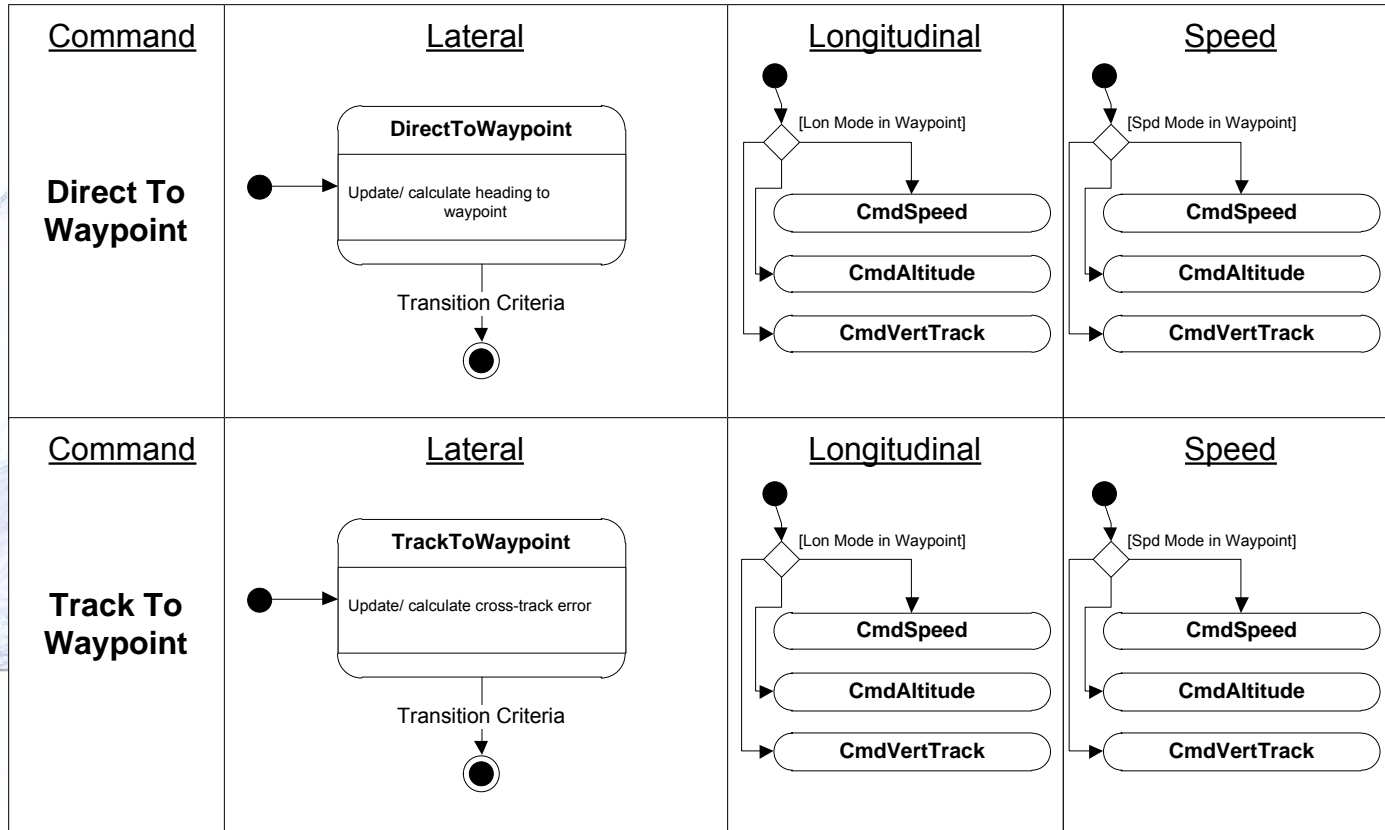 Command
Lateral
Longitudinal
Speed
Direct To
Waypoint
DirectToWaypoint
Update/ calculate heading to
waypoint
Transition Criteria
[Lon Mode in Waypoint]
CmdSpeed
CmdAltitude
CmdVertTrack
[Spd Mode in Waypoint]
CmdSpeed
CmdAltitude
CmdVertTrack
Command
Lateral
Longitudinal
Speed
Track To
Waypoint
TrackToWaypoint
Update/ calculate cross-track error
Transition Criteria
[Lon Mode in Waypoint]
CmdSpeed
CmdAltitude
CmdVertTrack
[Spd Mode in Waypoint]
CmdSpeed
CmdAltitude
CmdVertTrack